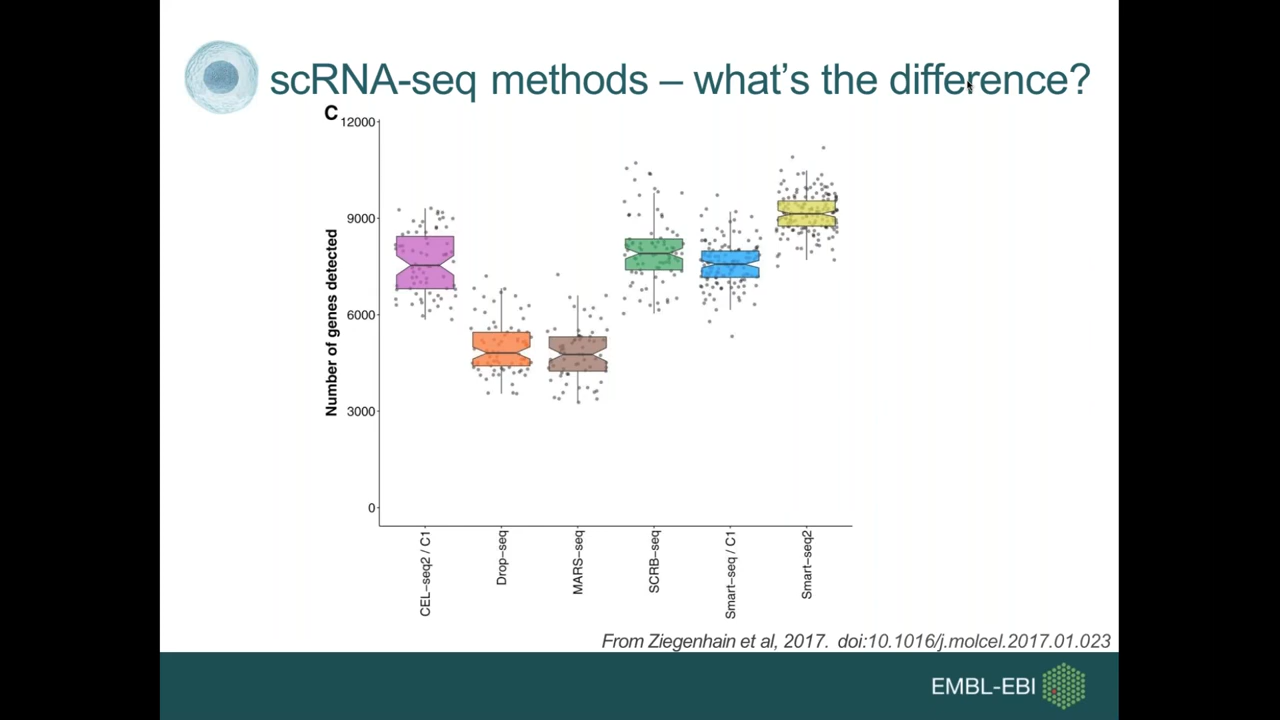 scRNA-seq methods – what's the difference?
C
12000
9000
6000
3000
0
Number of genes detected
CEL−seq2 / C1
Drop−seq
MARS−seq
SCRB−seq
Smart−seq / C1
Smart−seq2
From Ziegenhain et al, 2017.  doi:10.1016/j.molcel.2017.01.023
EMBL-EBI